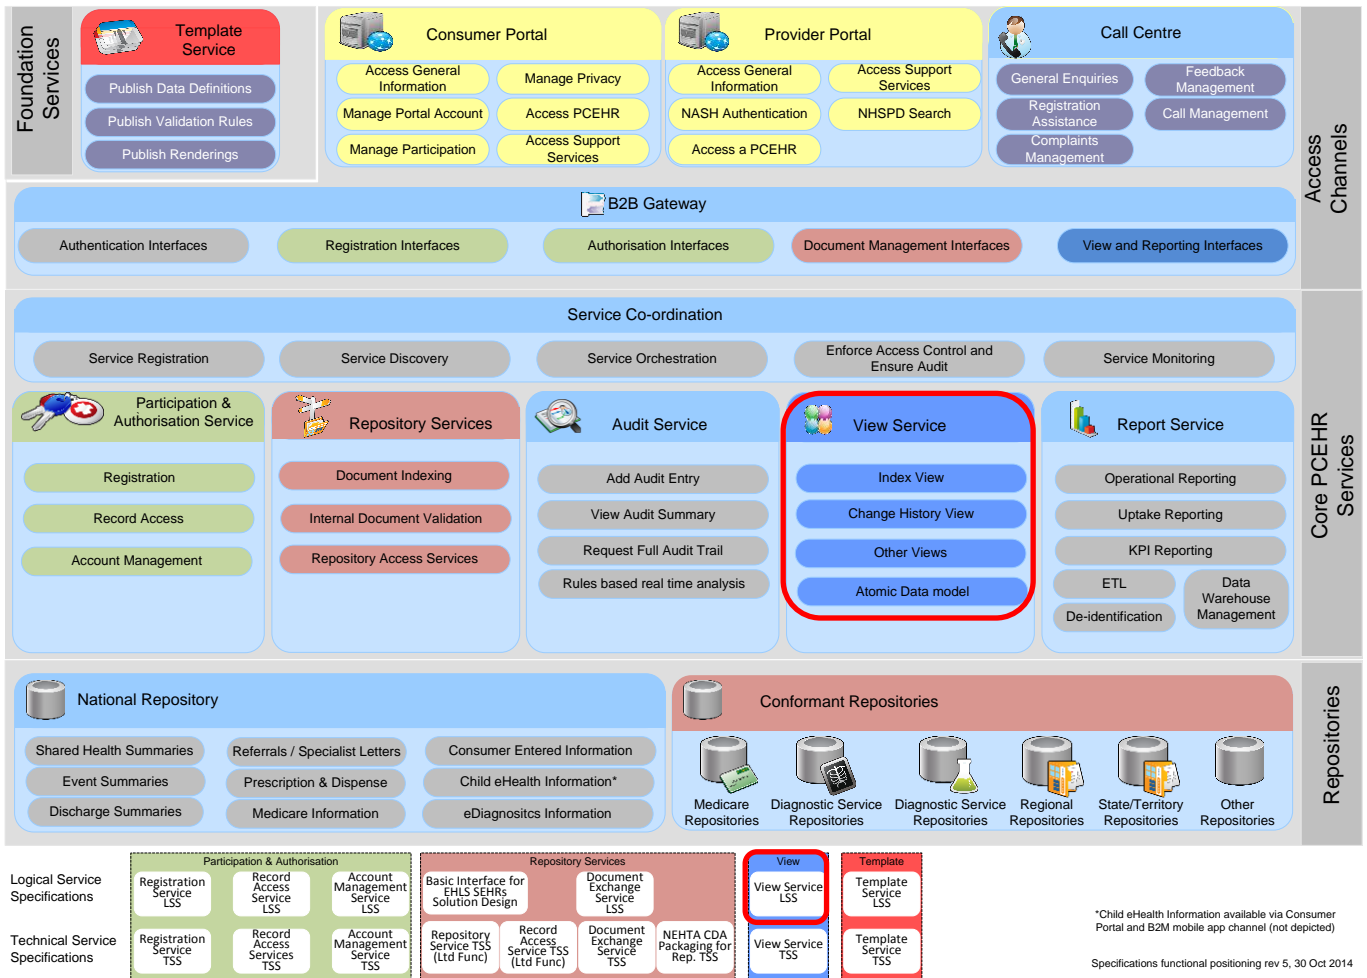 Foundation
Services
Template
Service
Publish Data Definitions
Publish Validation Rules
Publish Renderings
Consumer Portal
Access General
Information
Manage Privacy
Manage Portal Account
Access PCEHR
Manage Participation
Access Support
Services
Provider Portal
Access General
Information
Access Support
Services
NASH Authentication
NHSPD Search
Access a PCEHR
Call Centre
General Enquiries
Feedback
Management
Registration
Assistance
Call Management
Complaints
Management
Access
Channels
B2B Gateway
Authentication Interfaces
Registration Interfaces
Authorisation Interfaces
Document Management Interfaces
View and Reporting Interfaces
Service Co-ordination
Service Registration
Service Discovery
Service Orchestration
Enforce Access Control and
Ensure Audit
Service Monitoring
Participation &
Authorisation Service
Registration
Record Access
Account Management
Repository Services
Document Indexing
Internal Document Validation
Repository Access Services
Audit Service
Add Audit Entry
View Audit Summary
Request Full Audit Trail
Rules based real time analysis
View Service
Index View
Change History View
Other Views
Atomic Data model
Report Service
Operational Reporting
Uptake Reporting
KPI Reporting
ETL
De-identification
Data
Warehouse
Management
Core PCEHR
Services
National Repository
Shared Health Summaries
Referrals / Specialist Letters
Consumer Entered Information
Event Summaries
Prescription & Dispense
Child eHealth Information*
Discharge Summaries
Medicare Information
eDiagnositcs Information
Conformant Repositories
Medicare
Repositories
Diagnostic Service
Repositories
Diagnostic Service
Repositories
Regional
Repositories
State/Territory
Repositories
Other
Repositories
Repositories
Logical Service
Specifications
Technical Service
Specifications
Participation & Authorisation
Registration
Service
LSS
Record
Access
Service
LSS
Account
Management
Service
LSS
Registration
Service
TSS
Record
Access
Services
TSS
Account
Management
Service
TSS
Repository Services
Basic Interface for
EHLS SEHRs
Solution Design
Document
Exchange
Service
LSS
Repository
Service TSS
(Ltd Func)
Record
Access
Service TSS
(Ltd Func)
Document
Exchange
Service
TSS
NEHTA CDA
Packaging for
Rep. TSS
View
View Service
LSS
View Service
TSS
Template
Template
Service
LSS
Template
Service
TSS
*Child eHealth Information available via Consumer
Portal and B2M mobile app channel (not depicted)
Specifications functional positioning rev 5, 30 Oct 2014